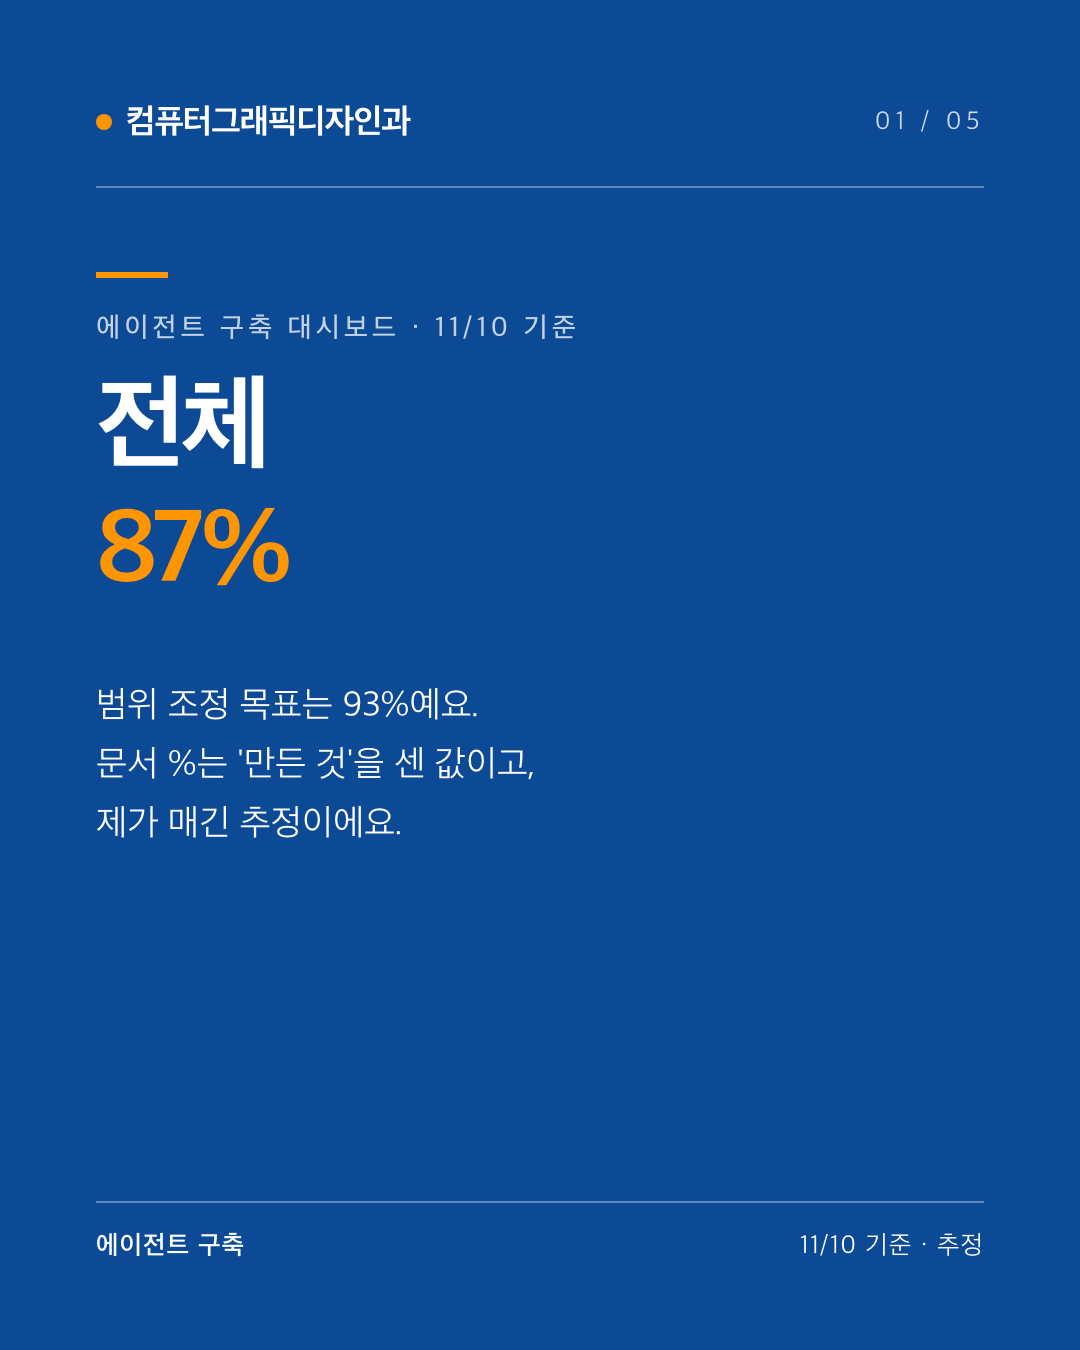 컴퓨터그래픽디자인과
01 / 05
에이전트 구축 대시보드 · 11/10 기준
전체
87%
범위 조정 목표는 93%예요.
문서 %는 '만든 것'을 센 값이고,
제가 매긴 추정이에요.
에이전트 구축
11/10 기준 · 추정